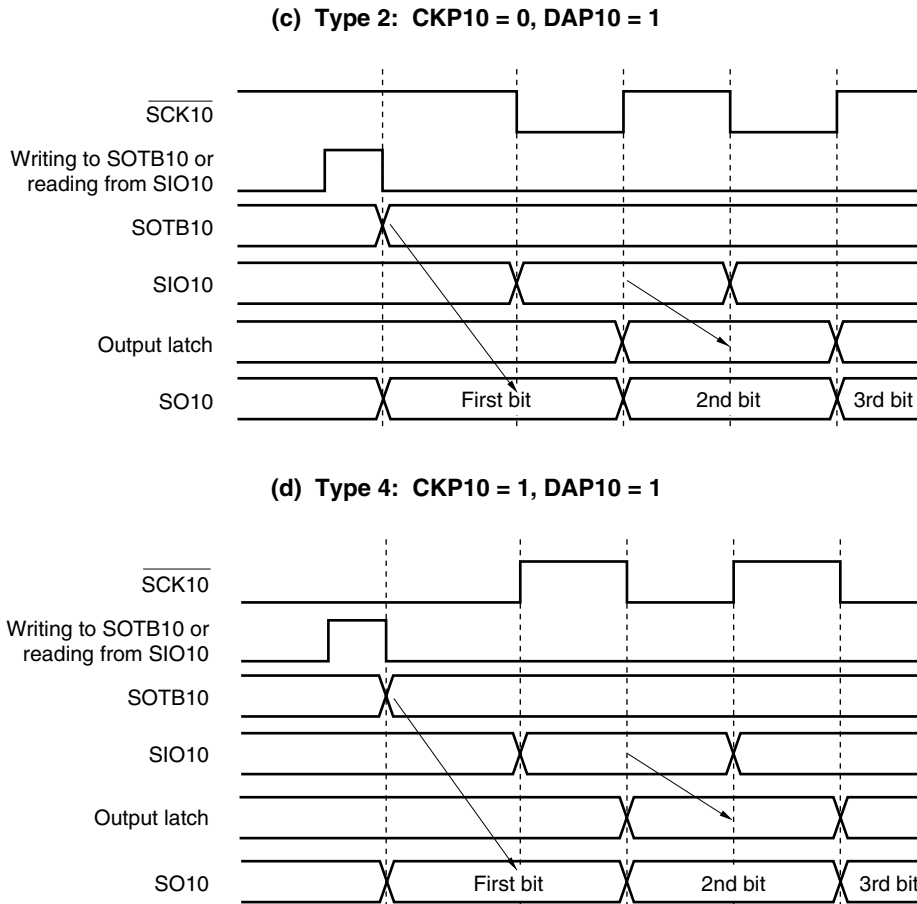 (c) Type 2: CKP10 = 0, DAP10 = 1
SCK10
Writing to SOTB10 or
reading from SIO10
SOTB10
SIO10
Output latch
SO10
First bit
2nd bit
3rd bit
(d) Type 4: CKP10 = 1, DAP10 = 1
SCK10
Writing to SOTB10 or
reading from SIO10
SOTB10
SIO10
Output latch
SO10
First bit
2nd bit
3rd bit